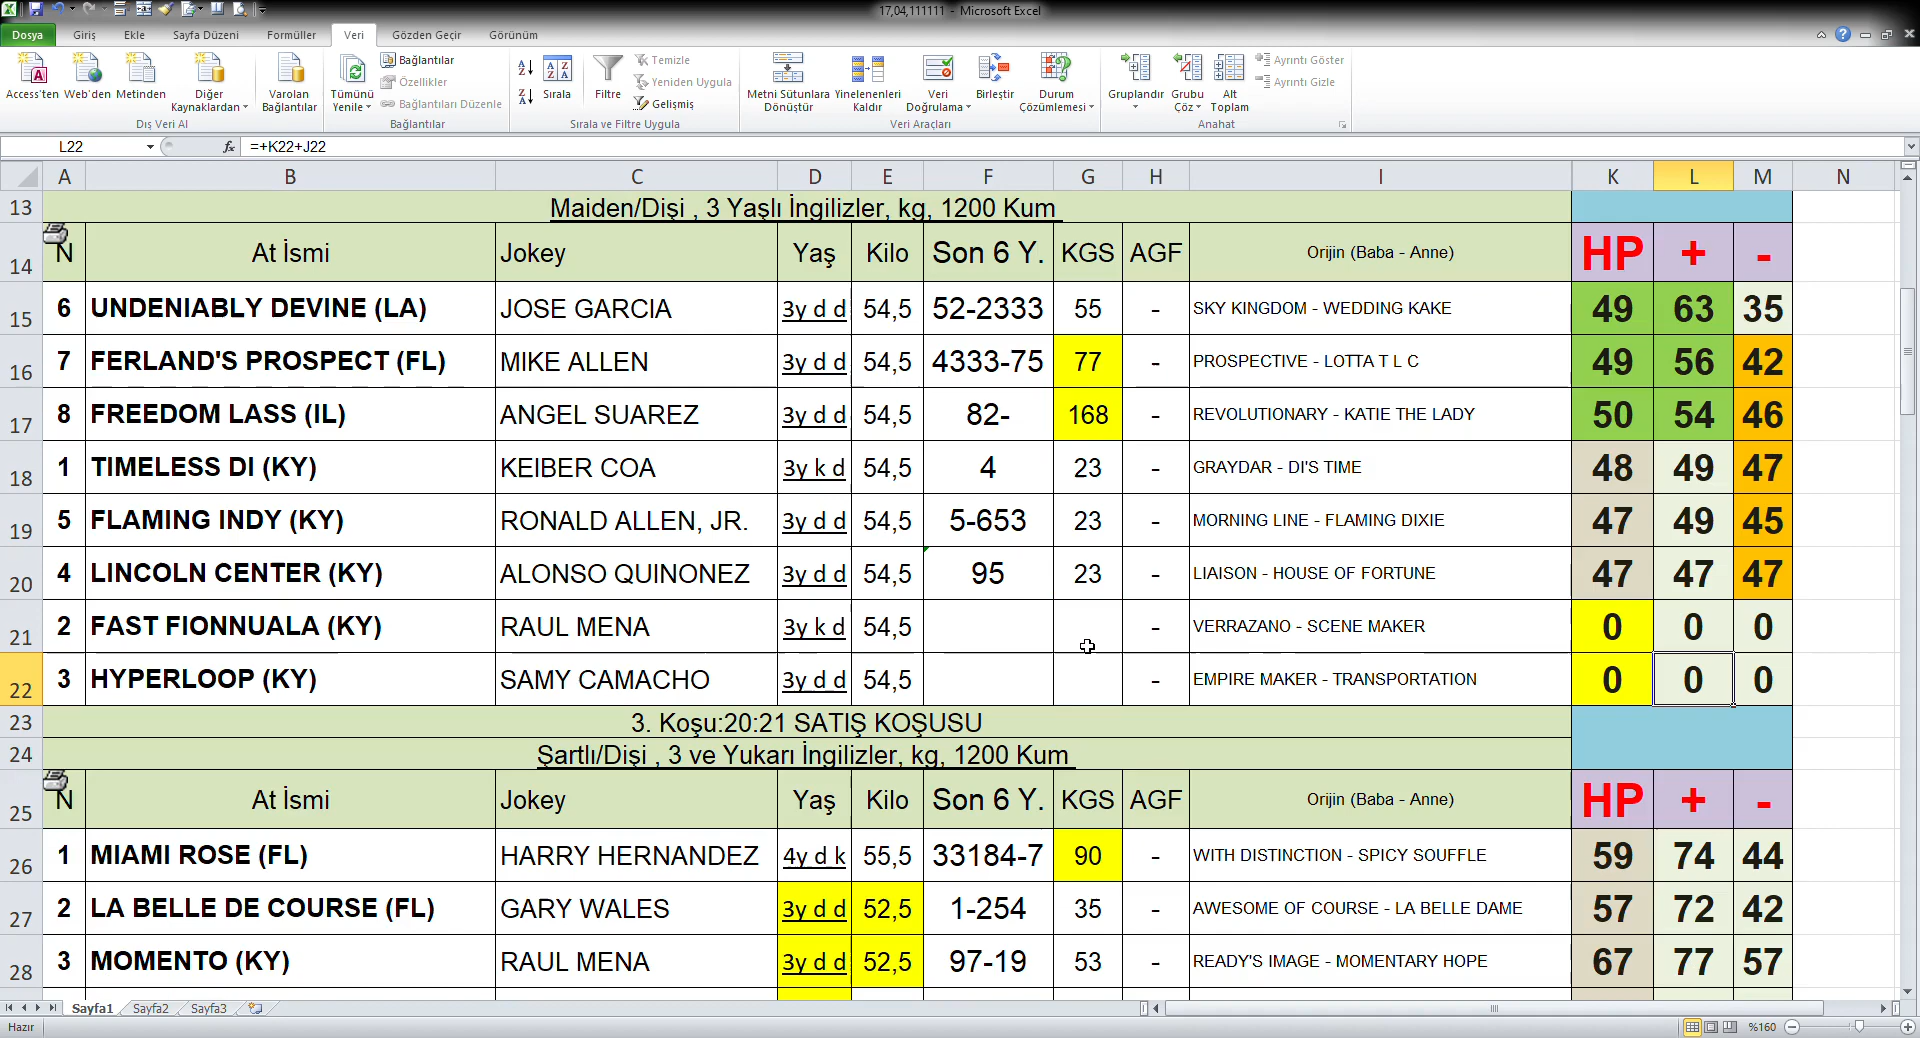 17,04,111111 - Microsoft Excel
Dosya Giriş Ekle Sayfa Düzeni Formüller Veri Gözden Geçir Görünüm
Access'ten Web'den Metinden Diğer Kaynaklardan Varolan Bağlantılar Tümünü Yenile Bağlantılar Özellikler Bağlantıları Düzenle Sırala Filtre Temizle Yeniden Uygula Gelişmiş Metni Sütunlara Dönüştür Yinelenenleri Kaldır Veri Doğrulama Birleştir Durum Çözümlemesi Gruplandır Grubu Çöz Alt Toplam Ayrıntı Göster Ayrıntı Gizle
Dış Veri Al Bağlantılar Sırala ve Filtre Uygula Veri Araçları Anahat
L22 fx =+K22+J22
A B C D E F G H I K L M N
13 Maiden/Dişi , 3 Yaşlı İngilizler, kg, 1200 Kum
14 N At İsmi Jokey Yaş Kilo Son 6 Y. KGS AGF Orijin (Baba - Anne) HP + -
15 6 UNDENIABLY DEVINE (LA) JOSE GARCIA 3y d d 54,5 52-2333 55 - SKY KINGDOM - WEDDING KAKE 49 63 35
16 7 FERLAND'S PROSPECT (FL) MIKE ALLEN 3y d d 54,5 4333-75 77 - PROSPECTIVE - LOTTA T L C 49 56 42
17 8 FREEDOM LASS (IL) ANGEL SUAREZ 3y d d 54,5 82- 168 - REVOLUTIONARY - KATIE THE LADY 50 54 46
18 1 TIMELESS DI (KY) KEIBER COA 3y k d 54,5 4 23 - GRAYDAR - DI'S TIME 48 49 47
19 5 FLAMING INDY (KY) RONALD ALLEN, JR. 3y d d 54,5 5-653 23 - MORNING LINE - FLAMING DIXIE 47 49 45
20 4 LINCOLN CENTER (KY) ALONSO QUINONEZ 3y d d 54,5 95 23 - LIAISON - HOUSE OF FORTUNE 47 47 47
21 2 FAST FIONNUALA (KY) RAUL MENA 3y k d 54,5 - VERRAZANO - SCENE MAKER 0 0 0
22 3 HYPERLOOP (KY) SAMY CAMACHO 3y d d 54,5 - EMPIRE MAKER - TRANSPORTATION 0 0 0
23 3. Koşu:20:21 SATIŞ KOŞUSU
24 Şartlı/Dişi , 3 ve Yukarı İngilizler, kg, 1200 Kum
25 N At İsmi Jokey Yaş Kilo Son 6 Y. KGS AGF Orijin (Baba - Anne) HP + -
26 1 MIAMI ROSE (FL) HARRY HERNANDEZ 4y d k 55,5 33184-7 90 - WITH DISTINCTION - SPICY SOUFFLE 59 74 44
27 2 LA BELLE DE COURSE (FL) GARY WALES 3y d d 52,5 1-254 35 - AWESOME OF COURSE - LA BELLE DAME 57 72 42
28 3 MOMENTO (KY) RAUL MENA 3y d d 52,5 97-19 53 - READY'S IMAGE - MOMENTARY HOPE 67 77 57
Sayfa1 Sayfa2 Sayfa3
Hazır %160